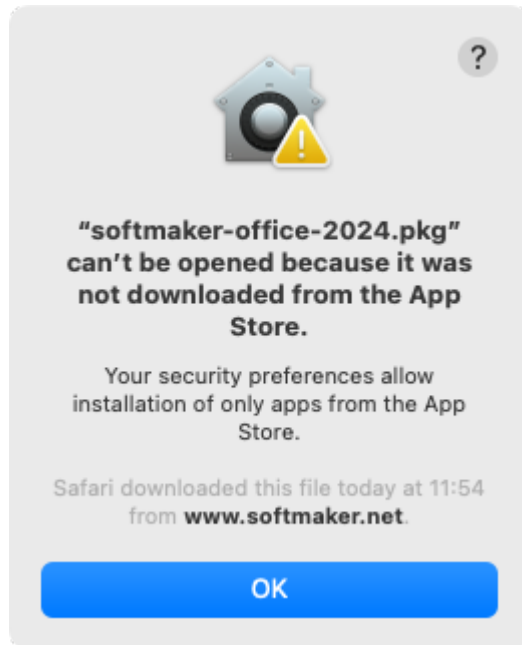 ?
“softmaker-office-2024.pkg”
can’t be opened because it was
not downloaded from the App
Store.
Your security preferences allow
installation of only apps from the App
Store.
Safari downloaded this file today at 11:54
from www.softmaker.net.
OK